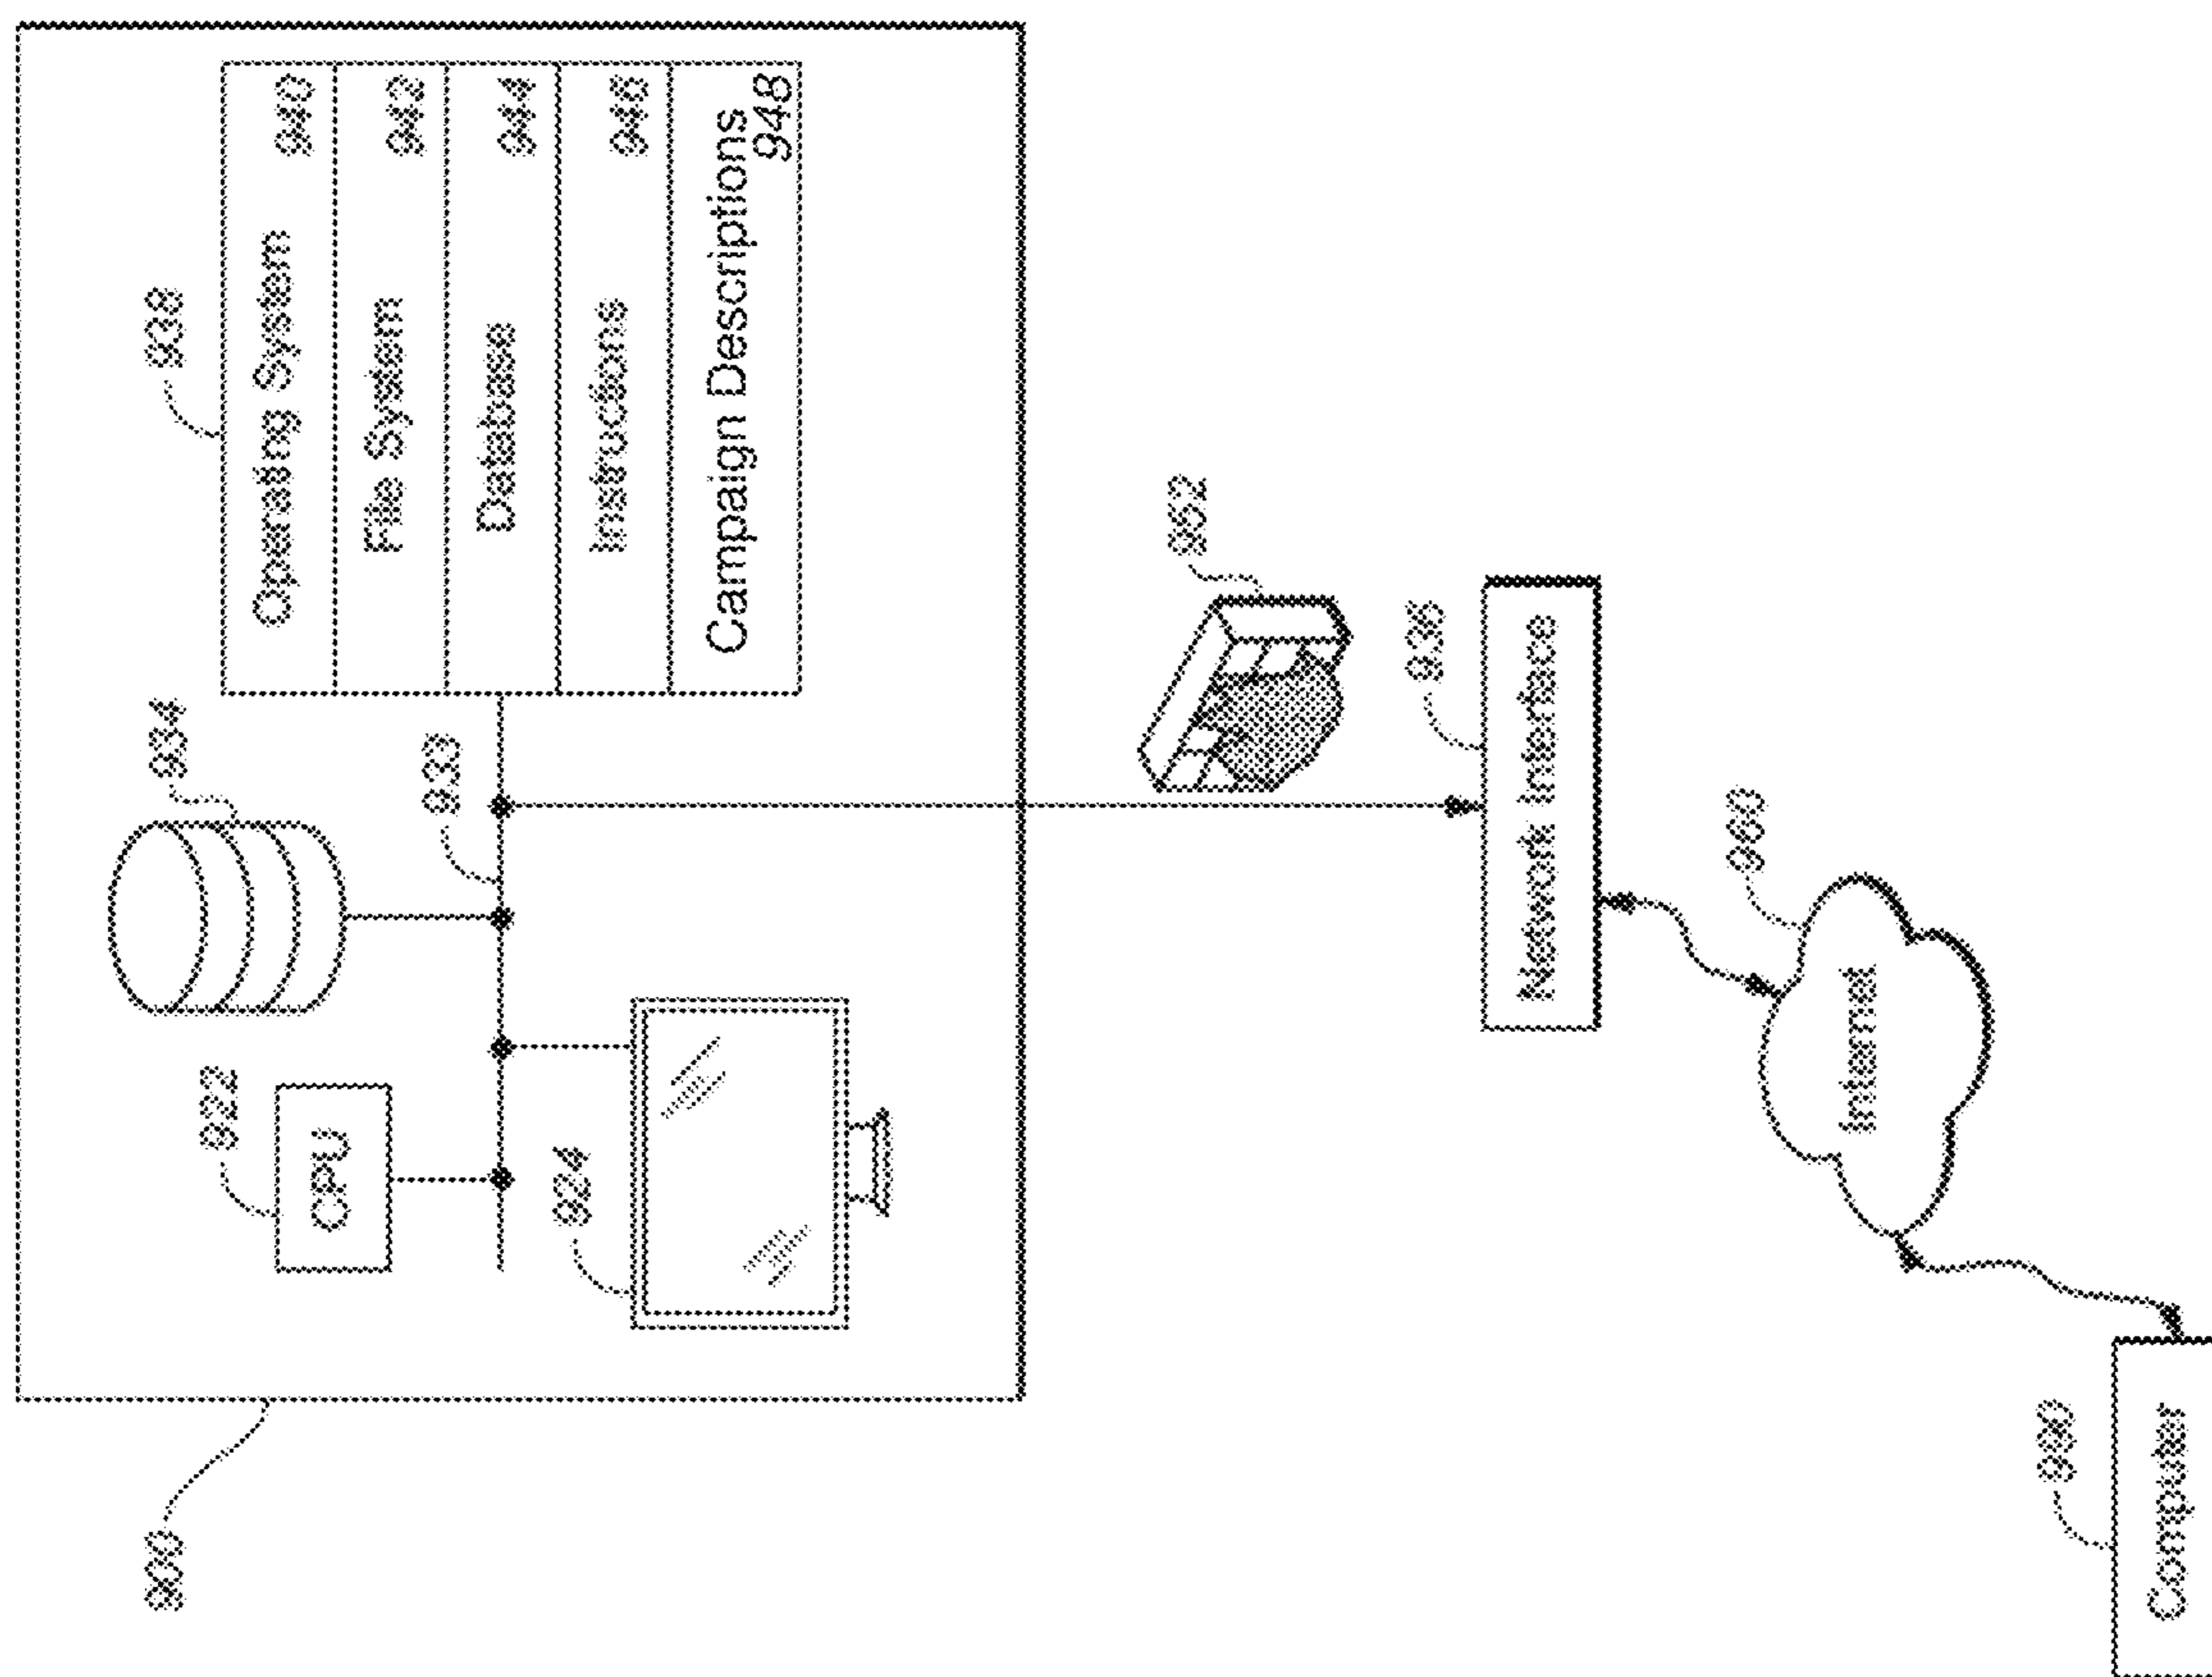 900
922
934
938
CPU
933
Operating System 940
File System 942
Database 944
Instructions 946
Campaign Descriptions
948
924
952
936
Network Interface
960
Internet
Computer